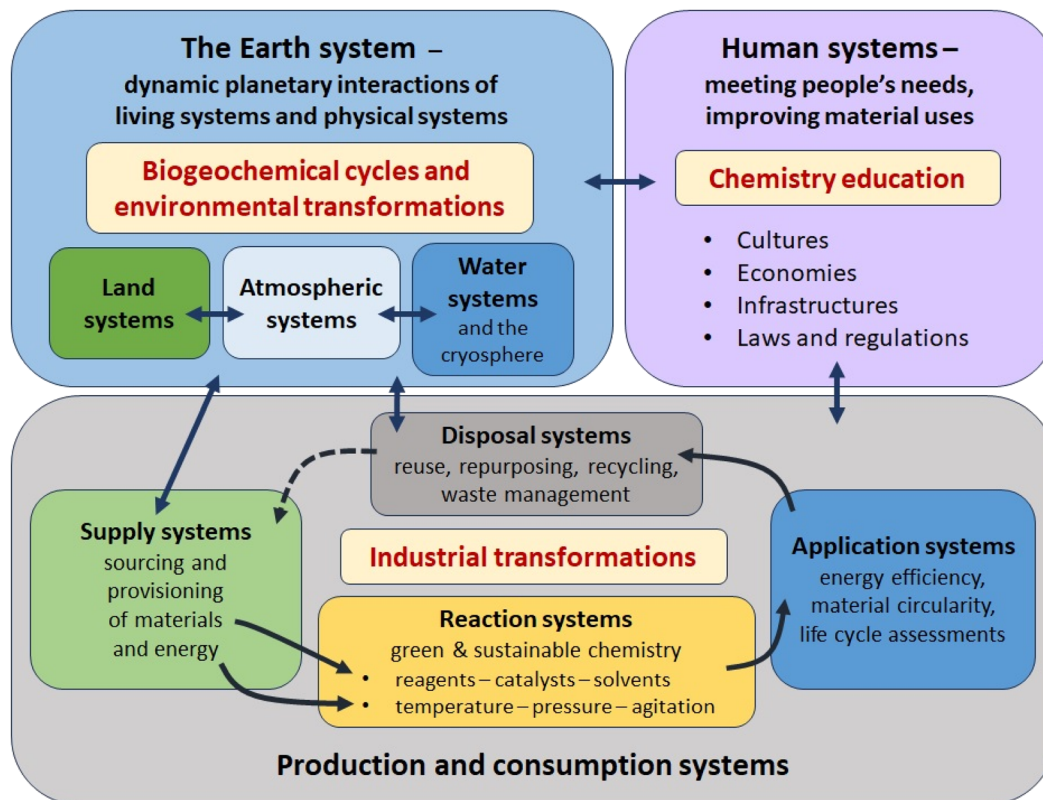 The Earth system –
dynamic planetary interactions of
living systems and physical systems
Biogeochemical cycles and
environmental transformations
Land
systems
Atmospheric
systems
Water
systems
and the
cryosphere
Human systems –
meeting people’s needs,
improving material uses
Chemistry education
• Cultures
• Economies
• Infrastructures
• Laws and regulations
Disposal systems
reuse, repurposing, recycling,
waste management
Supply systems
sourcing and
provisioning
of materials
and energy
Industrial transformations
Reaction systems
green & sustainable chemistry
• reagents – catalysts – solvents
• temperature – pressure – agitation
Application systems
energy efficiency,
material circularity,
life cycle assessments
Production and consumption systems